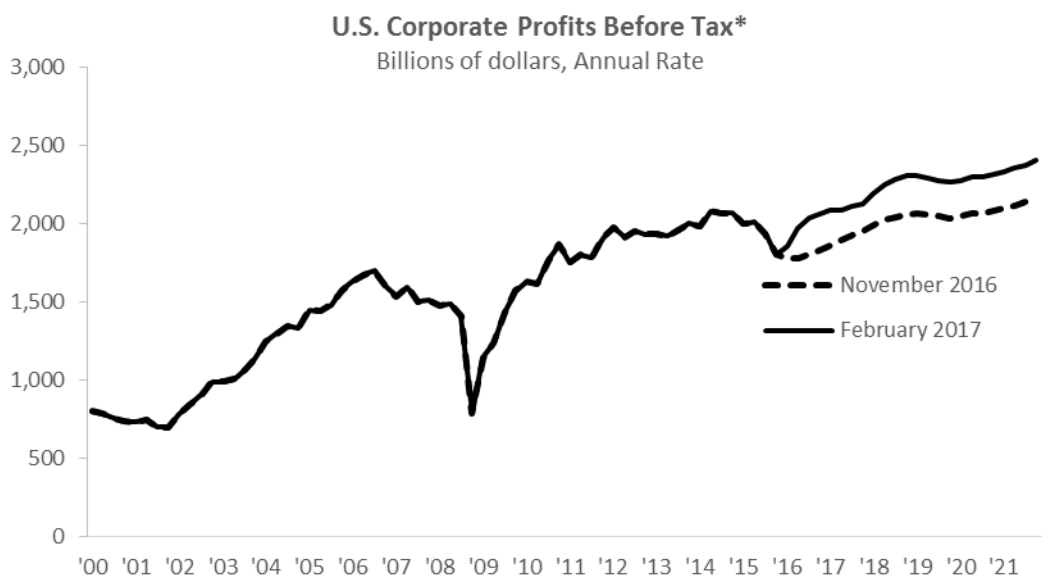 U.S. Corporate Profits Before Tax*
Billions of dollars, Annual Rate
3,000
2,500
2,000
1,500
1,000
500
0
November 2016
February 2017
'00 '01 '02 '03 '04 '05 '06 '07 '08 '09 '10 '11 '12 '13 '14 '15 '16 '17 '18 '19 '20 '21